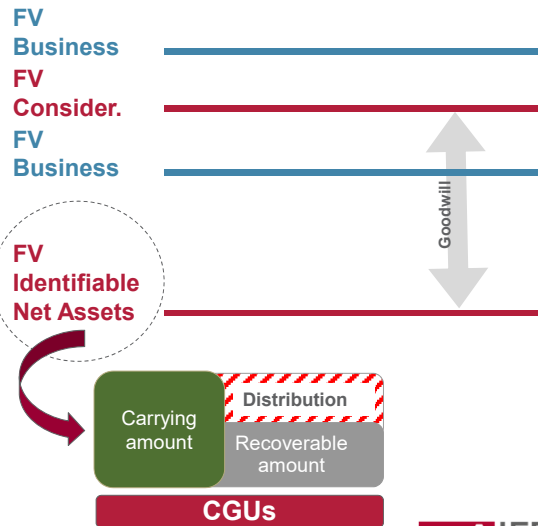 FV
Business
FV
Consider.
FV
Business
Goodwill
FV
Identifiable
Net Assets
Distribution
Carrying
amount
Recoverable
amount
CGUs